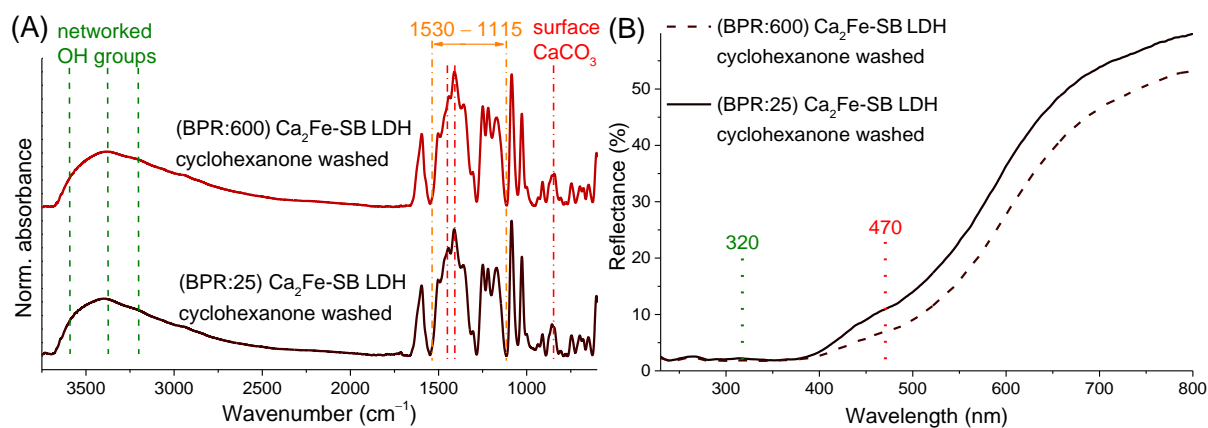 (A)
networked
OH groups
1530 – 1115
surface
CaCO₃
(BPR:600) Ca₂Fe-SB LDH
cyclohexanone washed
(BPR:25) Ca₂Fe-SB LDH
cyclohexanone washed
Norm. absorbance
3500 3000 2500 2000 1500 1000
Wavenumber (cm⁻¹)
(B)
(BPR:600) Ca₂Fe-SB LDH
cyclohexanone washed
(BPR:25) Ca₂Fe-SB LDH
cyclohexanone washed
320
470
Reflectance (%)
50
40
30
20
10
0
300 400 500 600 700 800
Wavelength (nm)